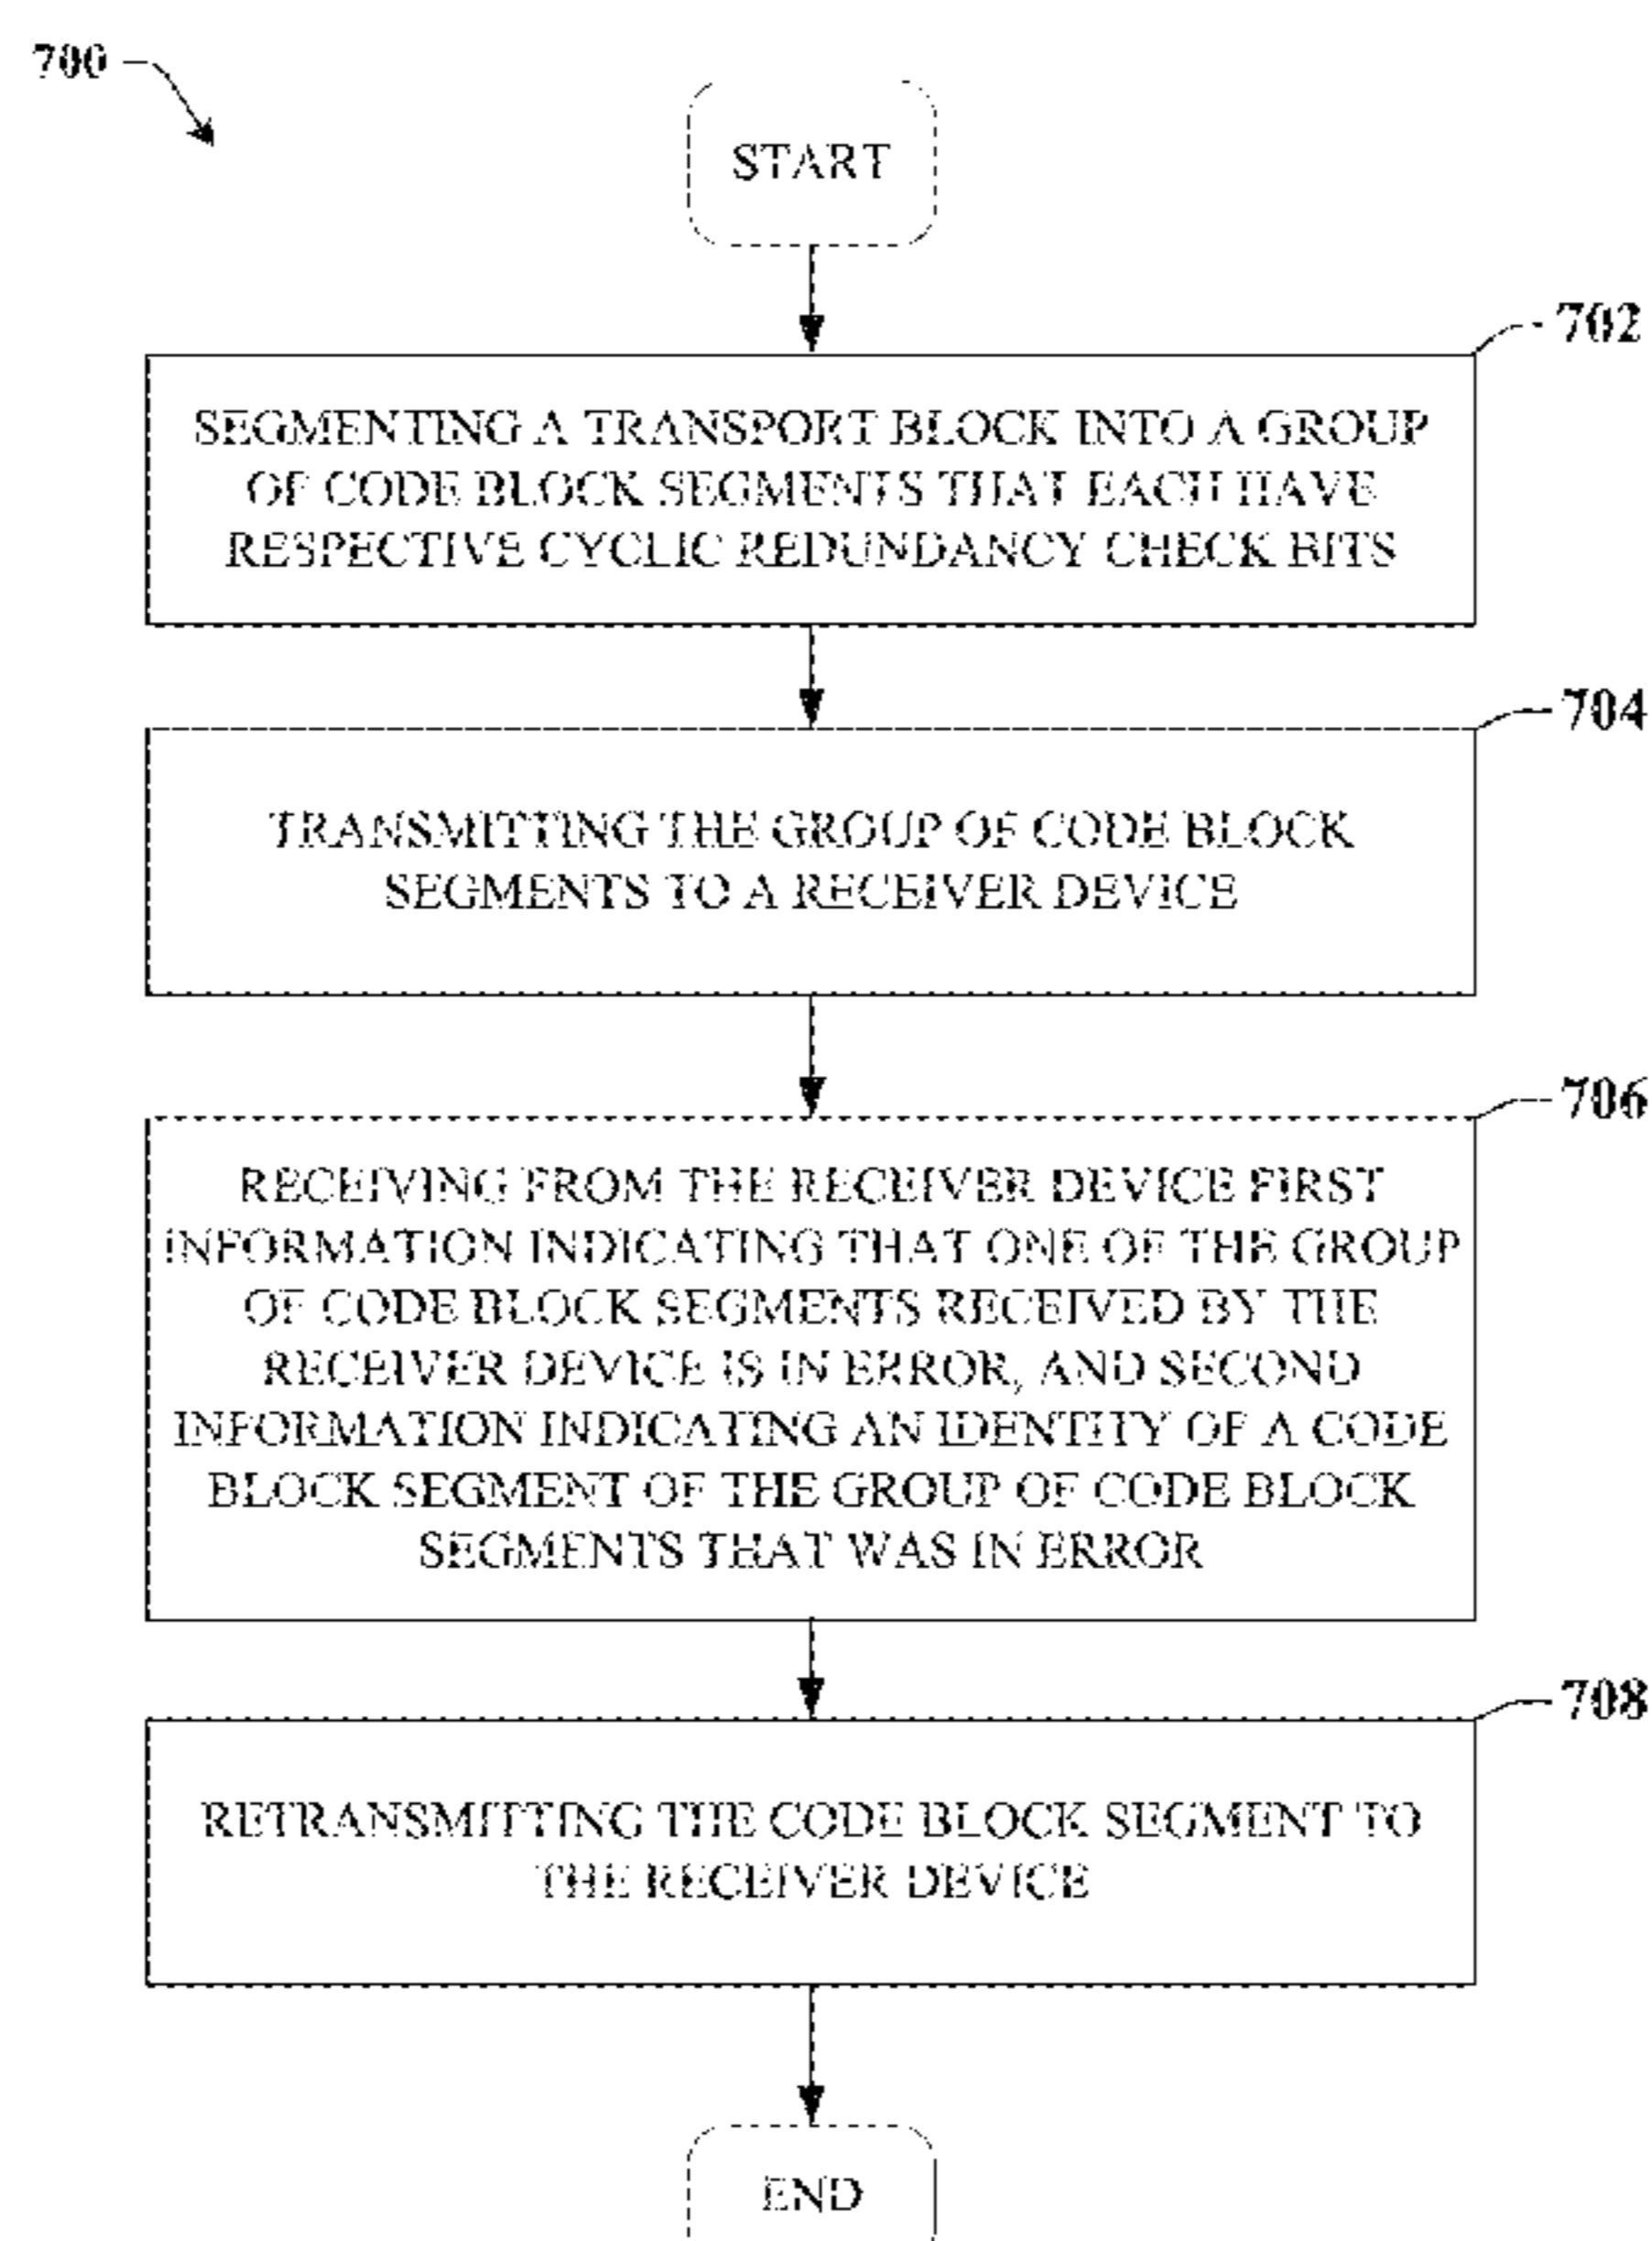 700
START
702
SEGMENTING A TRANSPORT BLOCK INTO A GROUP
OF CODE BLOCK SEGMENTS THAT EACH HAVE
RESPECTIVE CYCLIC REDUNDANCY CHECK BITS
704
TRANSMITTING THE GROUP OF CODE BLOCK
SEGMENTS TO A RECEIVER DEVICE
706
RECEIVING FROM THE RECEIVER DEVICE FIRST
INFORMATION INDICATING THAT ONE OF THE GROUP
OF CODE BLOCK SEGMENTS RECEIVED BY THE
RECEIVER DEVICE IS IN ERROR, AND SECOND
INFORMATION INDICATING AN IDENTITY OF A CODE
BLOCK SEGMENT OF THE GROUP OF CODE BLOCK
SEGMENTS THAT WAS IN ERROR
708
RETRANSMITTING THE CODE BLOCK SEGMENT TO
THE RECEIVER DEVICE
END